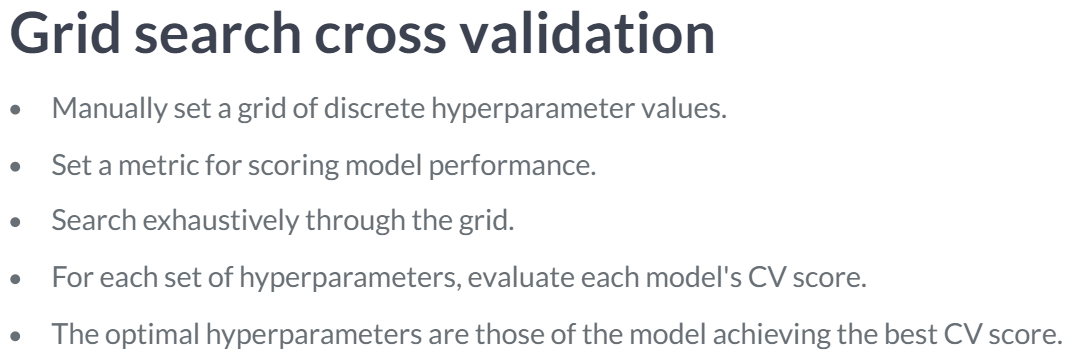 Grid search cross validation
• Manually set a grid of discrete hyperparameter values.
• Set a metric for scoring model performance.
• Search exhaustively through the grid.
• For each set of hyperparameters, evaluate each model's CV score.
• The optimal hyperparameters are those of the model achieving the best CV score.